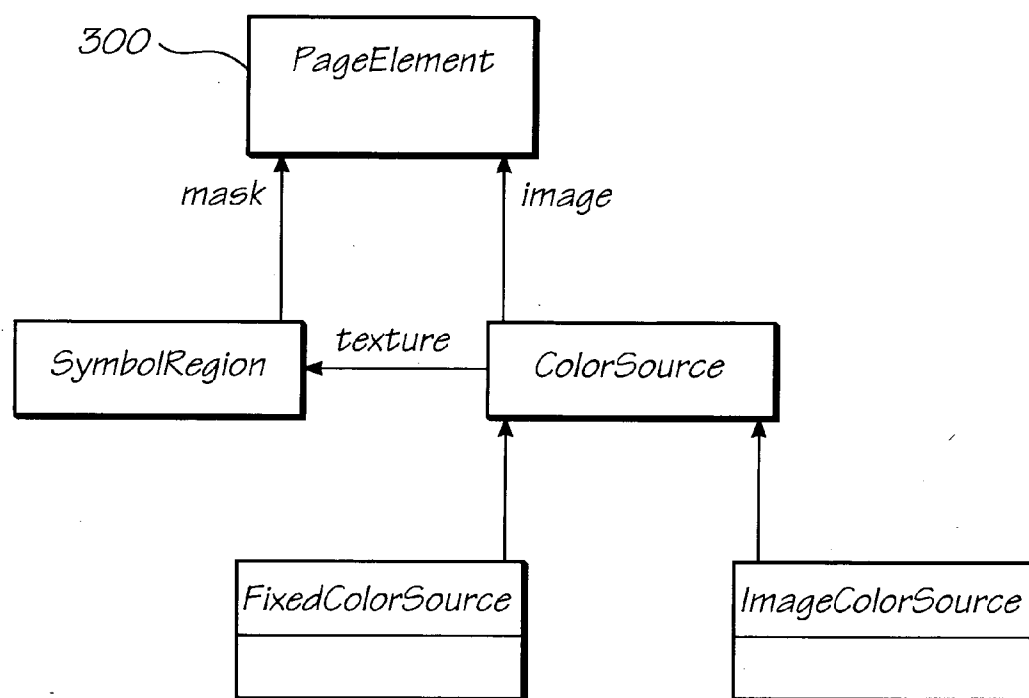 300
PageElement
mask
image
SymbolRegion
texture
ColorSource
FixedColorSource
ImageColorSource